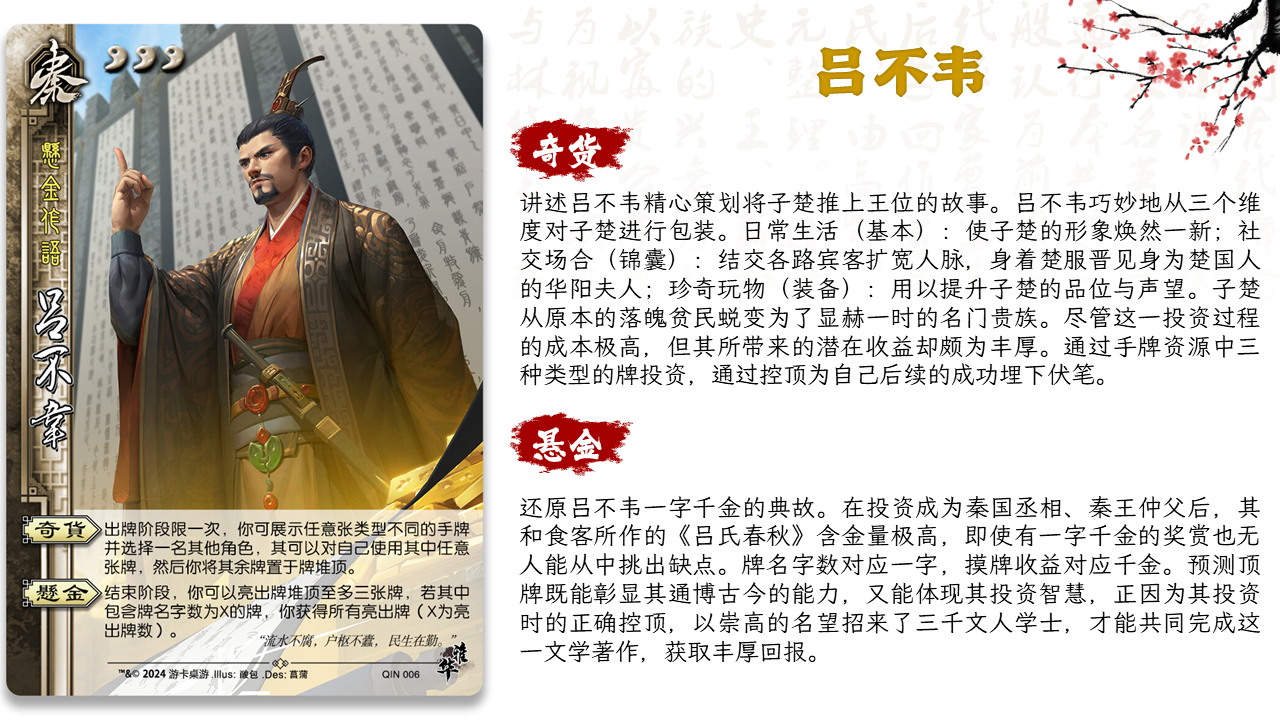 秦
懸金作語
吕不韋
奇貨
出牌阶段限一次，你可展示任意张类型不同的手牌
并选择一名其他角色，其可以对自己使用其中任意
张牌，然后你将其余牌置于牌堆顶。
懸金
结束阶段，你可以亮出牌堆顶至多三张牌，若其中
包含牌名字数为X的牌，你获得所有亮出牌（X为亮
出牌数）。
“流水不腐，户枢不蠹，民生在勤。”
™&© 2024 游卡桌游 .Illus: 酸包 .Des: 菖蒲
QIN 006
淮华
吕不韦
奇货
讲述吕不韦精心策划将子楚推上王位的故事。吕不韦巧妙地从三个维
度对子楚进行包装。日常生活（基本）：使子楚的形象焕然一新；社
交场合（锦囊）：结交各路宾客扩宽人脉，身着楚服晋见身为楚国人
的华阳夫人；珍奇玩物（装备）：用以提升子楚的品位与声望。子楚
从原本的落魄贫民蜕变为了显赫一时的名门贵族。尽管这一投资过程
的成本极高，但其所带来的潜在收益却颇为丰厚。通过手牌资源中三
种类型的牌投资，通过控顶为自己后续的成功埋下伏笔。
悬金
还原吕不韦一字千金的典故。在投资成为秦国丞相、秦王仲父后，其
和食客所作的《吕氏春秋》含金量极高，即使有一字千金的奖赏也无
人能从中挑出缺点。牌名字数对应一字，摸牌收益对应千金。预测顶
牌既能彰显其通博古今的能力，又能体现其投资智慧，正因为其投资
时的正确控顶，以崇高的名望招来了三千文人学士，才能共同完成这
一文学著作，获取丰厚回报。